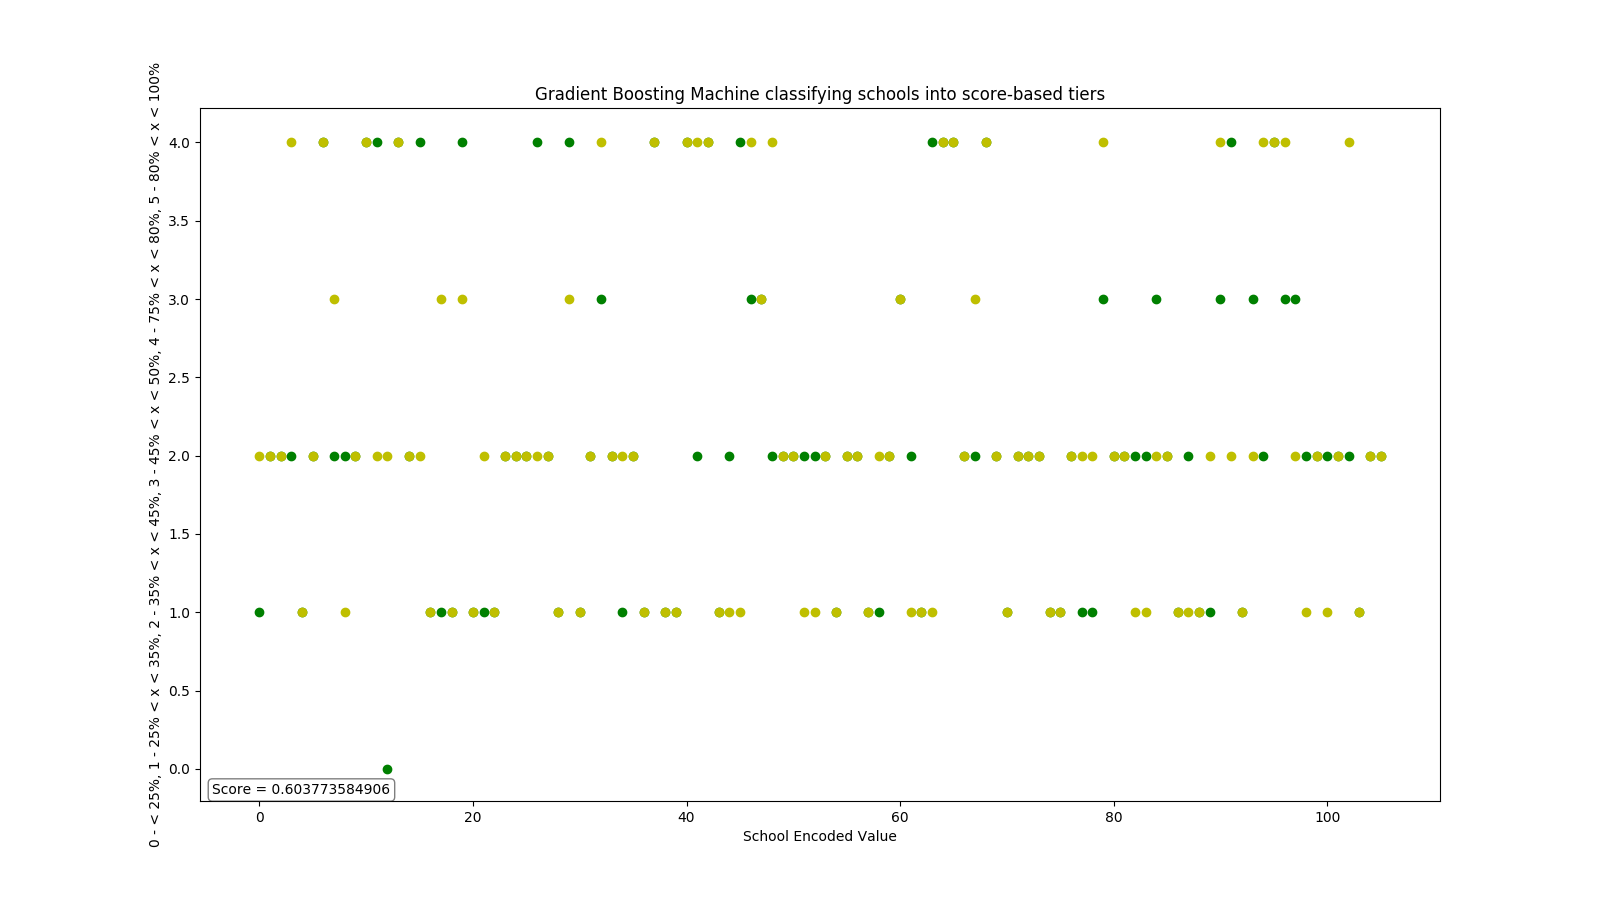 Gradient Boosting Machine classifying schools into score-based tiers
0 - < 25%, 1 - 25% < x < 35%, 2 - 35% < x < 45%, 3 - 45% < x < 50%, 4 - 75% < x < 80%, 5 - 80% < x < 100%
4.0
3.5
3.0
2.5
2.0
1.5
1.0
0.5
0.0
Score = 0.603773584906
0 20 40 60 80 100
School Encoded Value